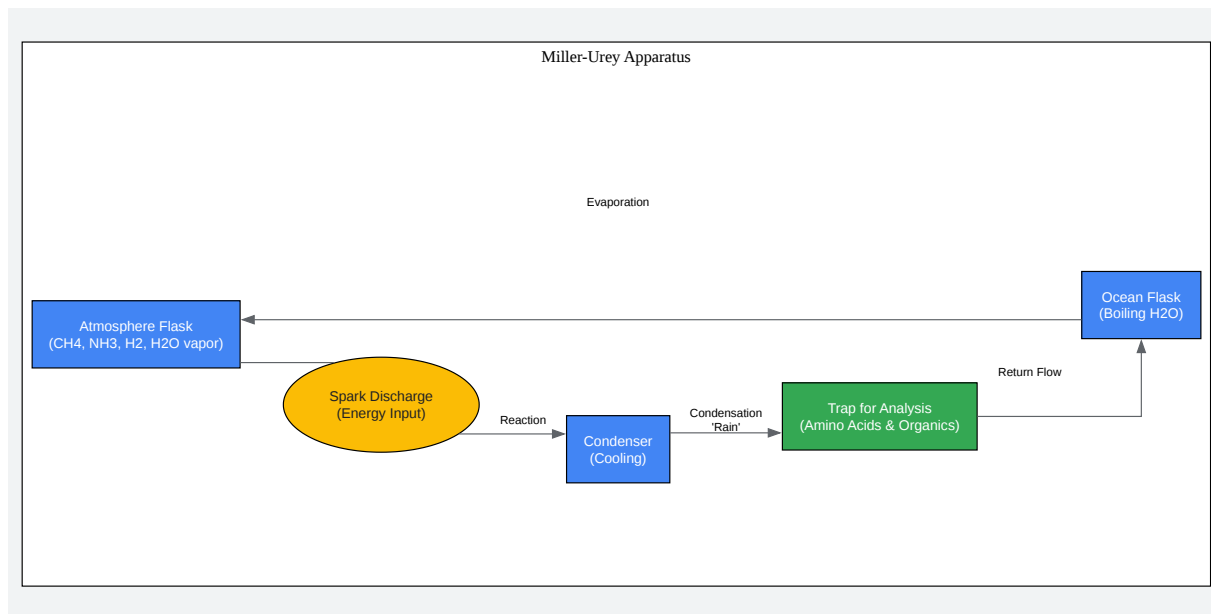 Miller-Urey Apparatus
Evaporation
Ocean Flask
(Boiling H2O)
Atmosphere Flask
(CH4, NH3, H2, H2O vapor)
Return Flow
Spark Discharge
(Energy Input)
Reaction
Condensation
'Rain'
Trap for Analysis
(Amino Acids & Organics)
Condenser
(Cooling)